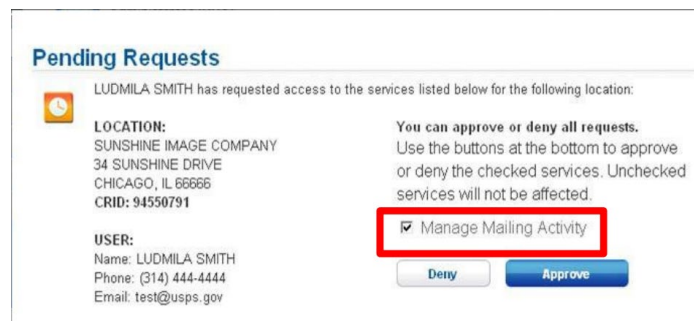 Pending Requests
LUDMILA SMITH has requested access to the services listed below for the following location:
LOCATION:
SUNSHINE IMAGE COMPANY
34 SUNSHINE DRIVE
CHICAGO, IL 66666
CRID: 94550791
USER:
Name: LUDMILA SMITH
Phone: (314) 444-4444
Email: test@usps.gov
You can approve or deny all requests.
Use the buttons at the bottom to approve
or deny the checked services. Unchecked
services will not be affected.
Manage Mailing Activity
Deny
Approve